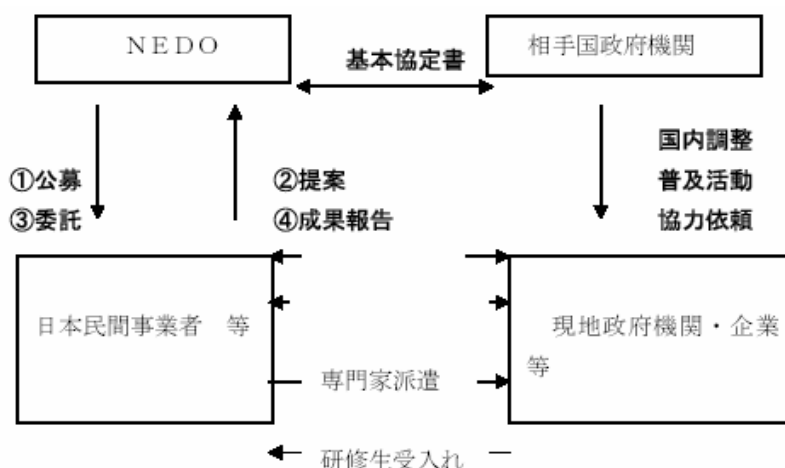 NEDO
相手国政府機関
基本協定書
①公募
③委託
②提案
④成果報告
国内調整
普及活動
協力依頼
日本民間事業者　等
現地政府機関・企業
等
専門家派遣
研修生受入れ